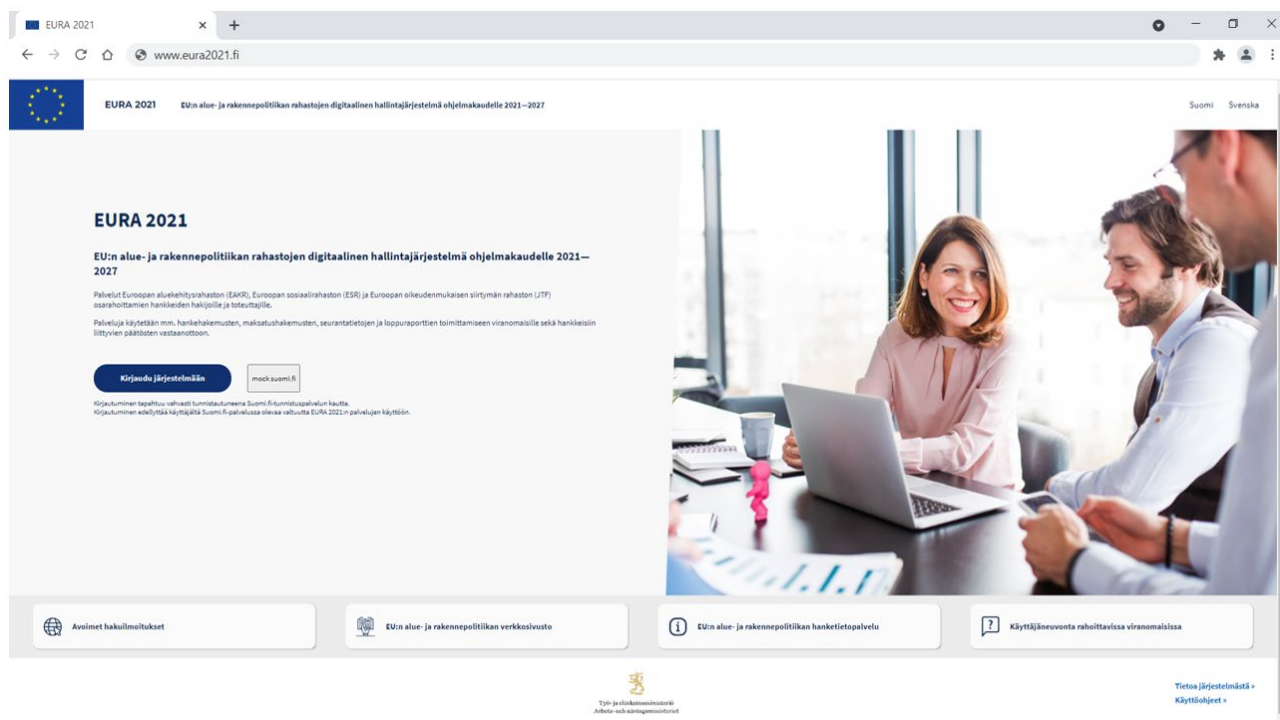 EURA 2021
www.eura2021.fi
EURA 2021 EU:n alue- ja rakennepolitiikan rahastojen digitaalinen hallintajärjestelmä ohjelmakaudelle 2021—2027
Suomi Svenska
EURA 2021
EU:n alue- ja rakennepolitiikan rahastojen digitaalinen hallintajärjestelmä ohjelmakaudelle 2021—
2027
Palvelut Euroopan aluekehitysrahaston (EAKR), Euroopan sosiaalirahaston (ESR) ja Euroopan oikeudenmukaisen siirtymän rahaston (JTF)
osarahoittamien hankkeiden hakijoille ja toteuttajille.
Palveluja käytetään mm. hankehakemusten, maksatushakemusten, seurantatietojen ja loppuraporttien toimittamiseen viranomaisille sekä hankkeisiin
liittyvien päätösten vastaanottoon.
Kirjaudu järjestelmään
mock suomi.fi
Kirjautuminen tapahtuu vahvasti tunnistautuneena Suomi.fi-tunnistuspalvelun kautta.
Kirjautuminen edellyttää käyttäjältä Suomi.fi-palvelussa olevaa valtuutta EURA 2021:n palvelujen käyttöön.
Avoimet hakuilmoitukset
EU:n alue- ja rakennepolitiikan verkkosivusto
EU:n alue- ja rakennepolitiikan hanketietopalvelu
Käyttäjäneuvonta rahoittavissa viranomaisissa
Työ- ja elinkeinoministeriö
Arbets- och näringsministeriet
Tietoa järjestelmästä »
Käyttöohjeet »